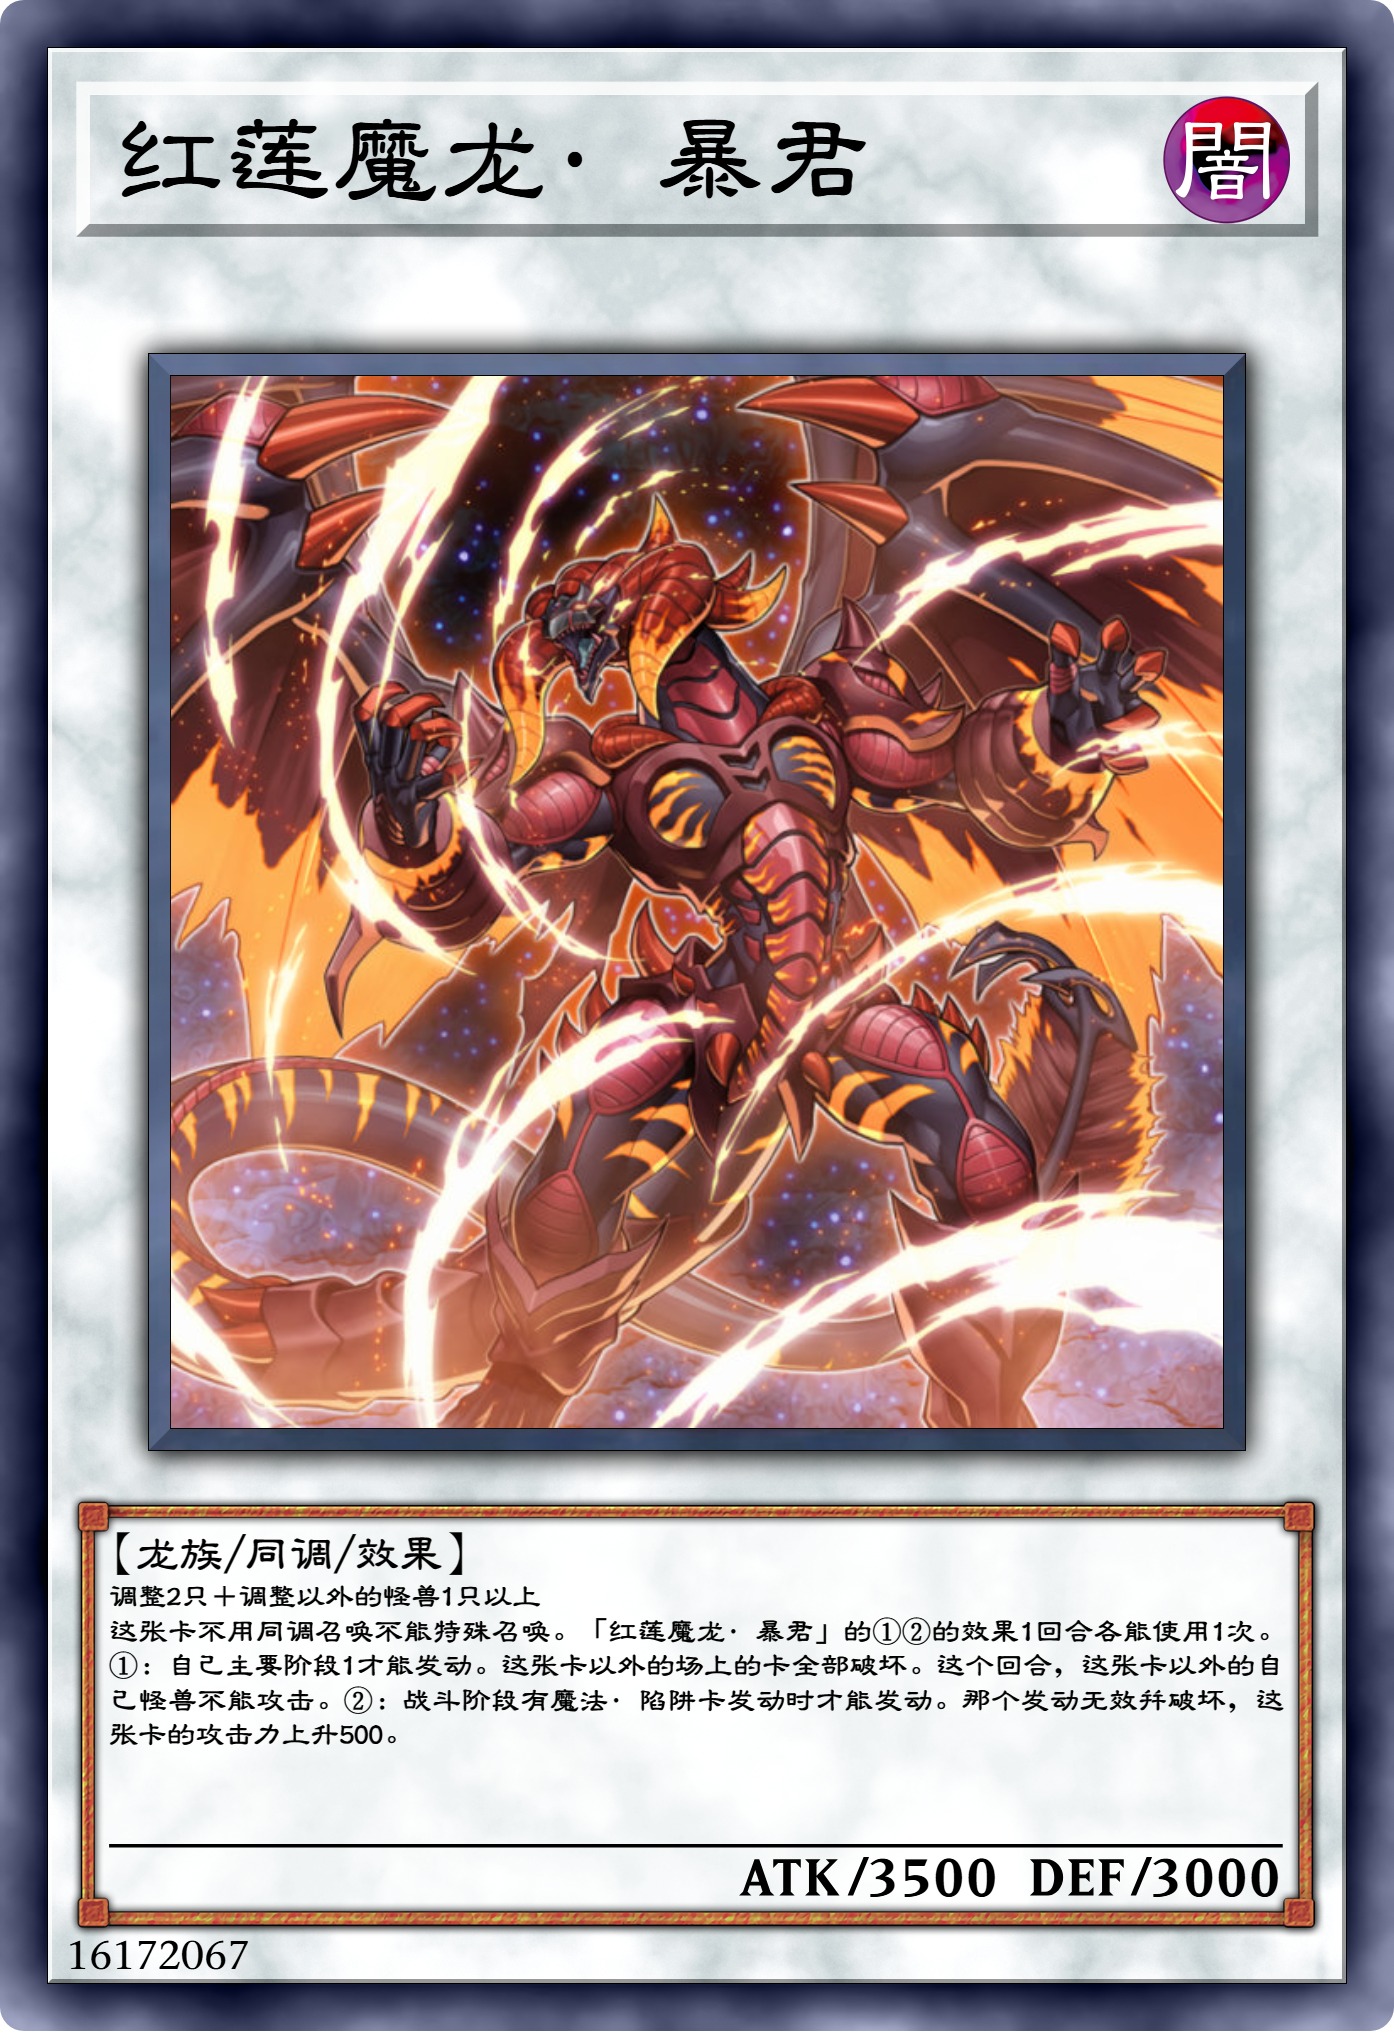 红莲魔龙·暴君
闇
【龙族/同调/效果】
调整2只＋调整以外的怪兽1只以上
这张卡不用同调召唤不能特殊召唤。「红莲魔龙·暴君」的①②的效果1回合各能使用1次。
①：自己主要阶段1才能发动。这张卡以外的场上的卡全部破坏。这个回合，这张卡以外的自
己怪兽不能攻击。②：战斗阶段有魔法·陷阱卡发动时才能发动。那个发动无效并破坏，这
张卡的攻击力上升500。
ATK/3500 DEF/3000
16172067